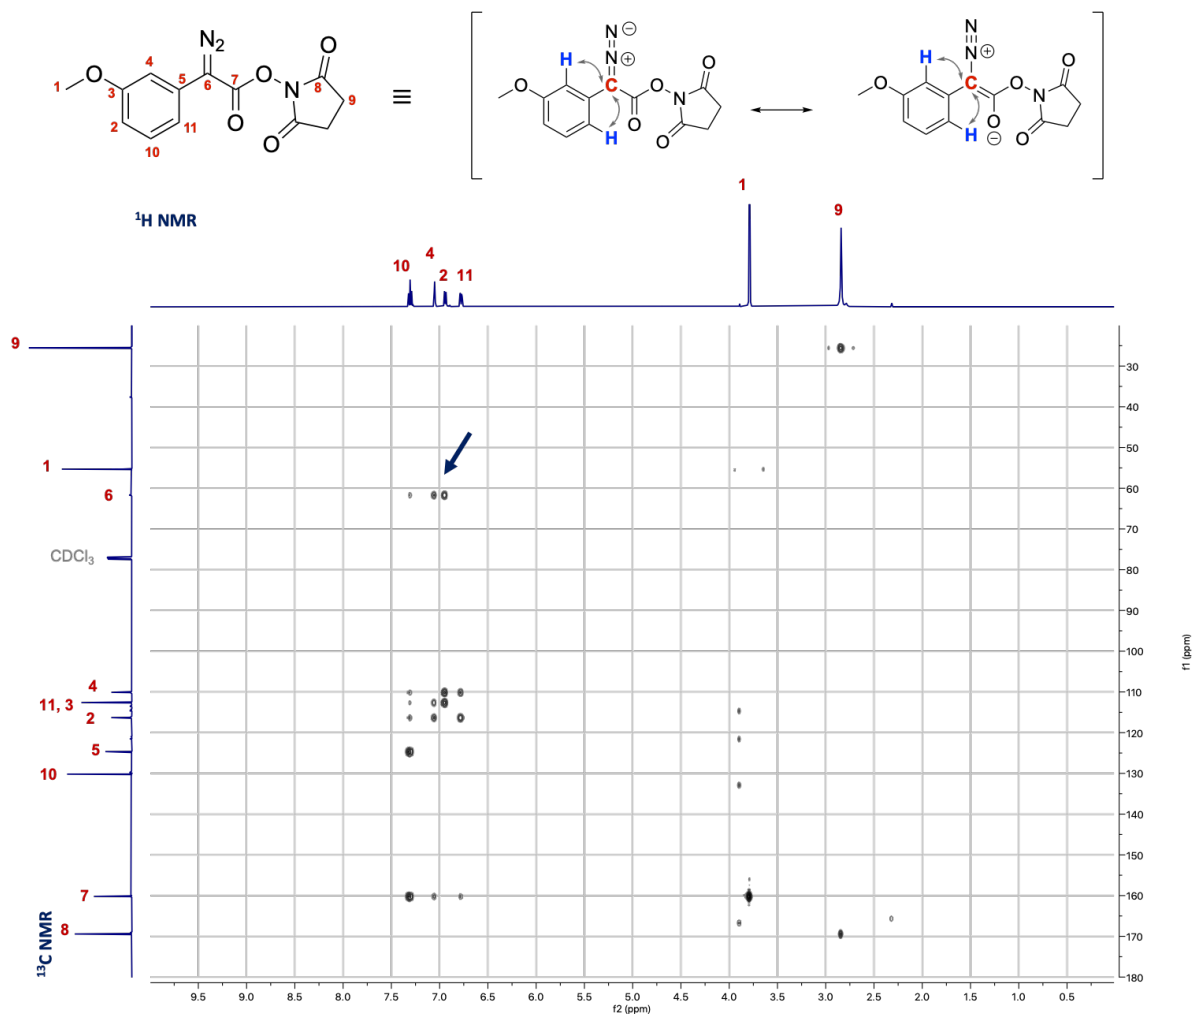 N2
O
O
O
O
N
O
1
2
3
4
5
6
7
8
9
10
11
≡
N ⊖
N ⊕
H
C
H
O
O
O
N
O
O
N
N ⊕
H
C
H
O
O
O ⊖
N
O
O
1H NMR
1
9
10
4
2
11
9
1
6
CDCl3
4
11, 3
2
5
10
7
8
13C NMR
30
40
50
60
70
80
90
100
110
120
130
140
150
160
170
180
f1 (ppm)
9.5 9.0 8.5 8.0 7.5 7.0 6.5 6.0 5.5 5.0 4.5 4.0 3.5 3.0 2.5 2.0 1.5 1.0 0.5
f2 (ppm)